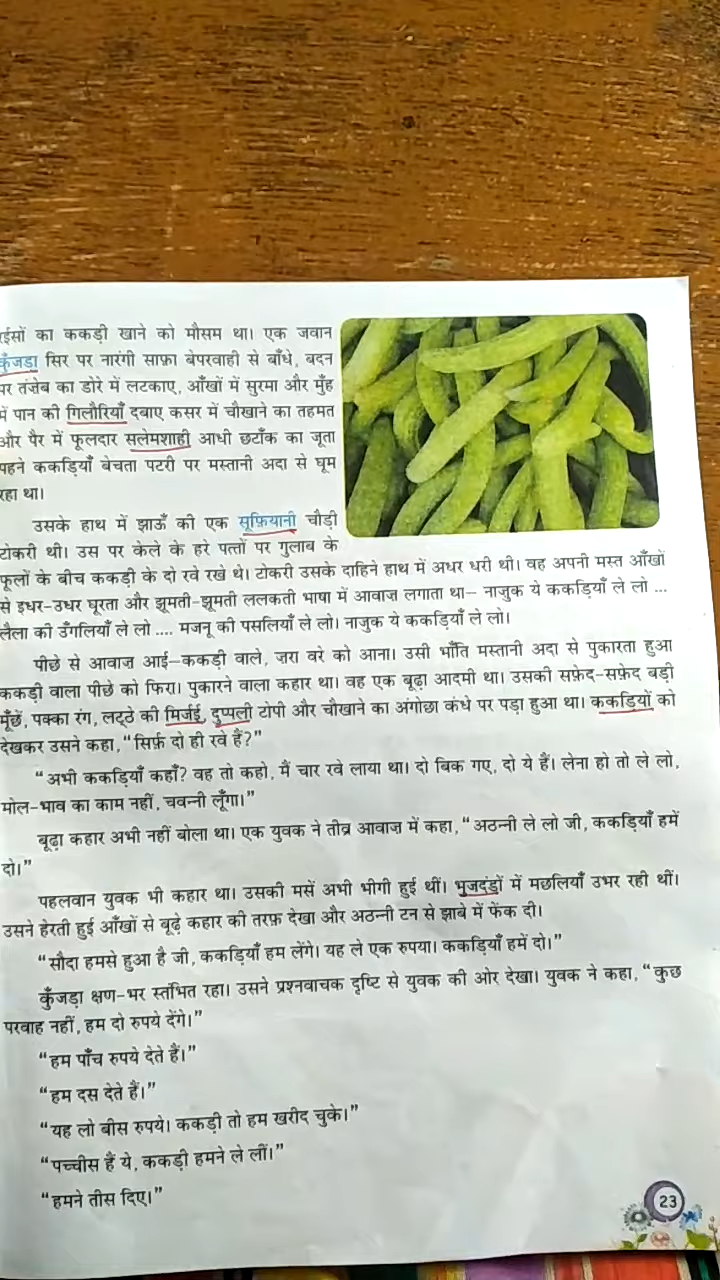 रईसों का ककड़ी खाने को मौसम था। एक जवान
कुँजड़ा सिर पर नारंगी साफ़ा बेपरवाही से बाँधे, बदन
पर तंज़ेब का डोरे में लटकाए, आँखों में सुरमा और मुँह
में पान की गिलौरियाँ दबाए कसर में चौखाने का तहमत
और पैर में फूलदार सलेमशाही आधी छटाँक का जूता
पहने ककड़ियाँ बेचता पटरी पर मस्तानी अदा से घूम
रहा था।
उसके हाथ में झाऊँ की एक सूफ़ियानी चौड़ी
टोकरी थी। उस पर केले के हरे पत्तों पर गुलाब के
फूलों के बीच ककड़ी के दो रवे रखे थे। टोकरी उसके दाहिने हाथ में अधर धरी थी। वह अपनी मस्त आँखों
से इधर-उधर घूरता और झूमती-झूमती ललकती भाषा में आवाज़ लगाता था— नाज़ुक ये ककड़ियाँ ले लो ...
लैला की उँगलियाँ ले लो .... मजनू की पसलियाँ ले लो। नाज़ुक ये ककड़ियाँ ले लो।
पीछे से आवाज़ आई—ककड़ी वाले, ज़रा वरे को आना। उसी भाँति मस्तानी अदा से पुकारता हुआ
ककड़ी वाला पीछे को फिरा। पुकारने वाला कहार था। वह एक बूढ़ा आदमी था। उसकी सफ़ेद-सफ़ेद बड़ी
मूँछें, पक्का रंग, लट्ठे की मिर्जई, दुप्पली टोपी और चौखाने का अंगोछा कंधे पर पड़ा हुआ था। ककड़ियों को
देखकर उसने कहा, “सिर्फ़ दो ही रवे हैं?”
“अभी ककड़ियाँ कहाँ? वह तो कहो, मैं चार रवे लाया था। दो बिक गए, दो ये हैं। लेना हो तो ले लो,
मोल-भाव का काम नहीं, चवन्नी लूँगा।”
बूढ़ा कहार अभी नहीं बोला था। एक युवक ने तीव्र आवाज़ में कहा, “अठन्नी ले लो जी, ककड़ियाँ हमें
दो।”
पहलवान युवक भी कहार था। उसकी मसें अभी भीगी हुई थीं। भुजदंडों में मछलियाँ उभर रही थीं।
उसने हेरती हुई आँखों से बूढ़े कहार की तरफ़ देखा और अठन्नी टन से झाबे में फेंक दी।
“सौदा हमसे हुआ है जी, ककड़ियाँ हम लेंगे। यह ले एक रुपया। ककड़ियाँ हमें दो।”
कुँजड़ा क्षण-भर स्तंभित रहा। उसने प्रश्नवाचक दृष्टि से युवक की ओर देखा। युवक ने कहा, “कुछ
परवाह नहीं, हम दो रुपये देंगे।”
“हम पाँच रुपये देते हैं।”
“हम दस देते हैं।”
“यह लो बीस रुपये। ककड़ी तो हम खरीद चुके।”
“पच्चीस हैं ये, ककड़ी हमने ले लीं।”
“हमने तीस दिए।”
23